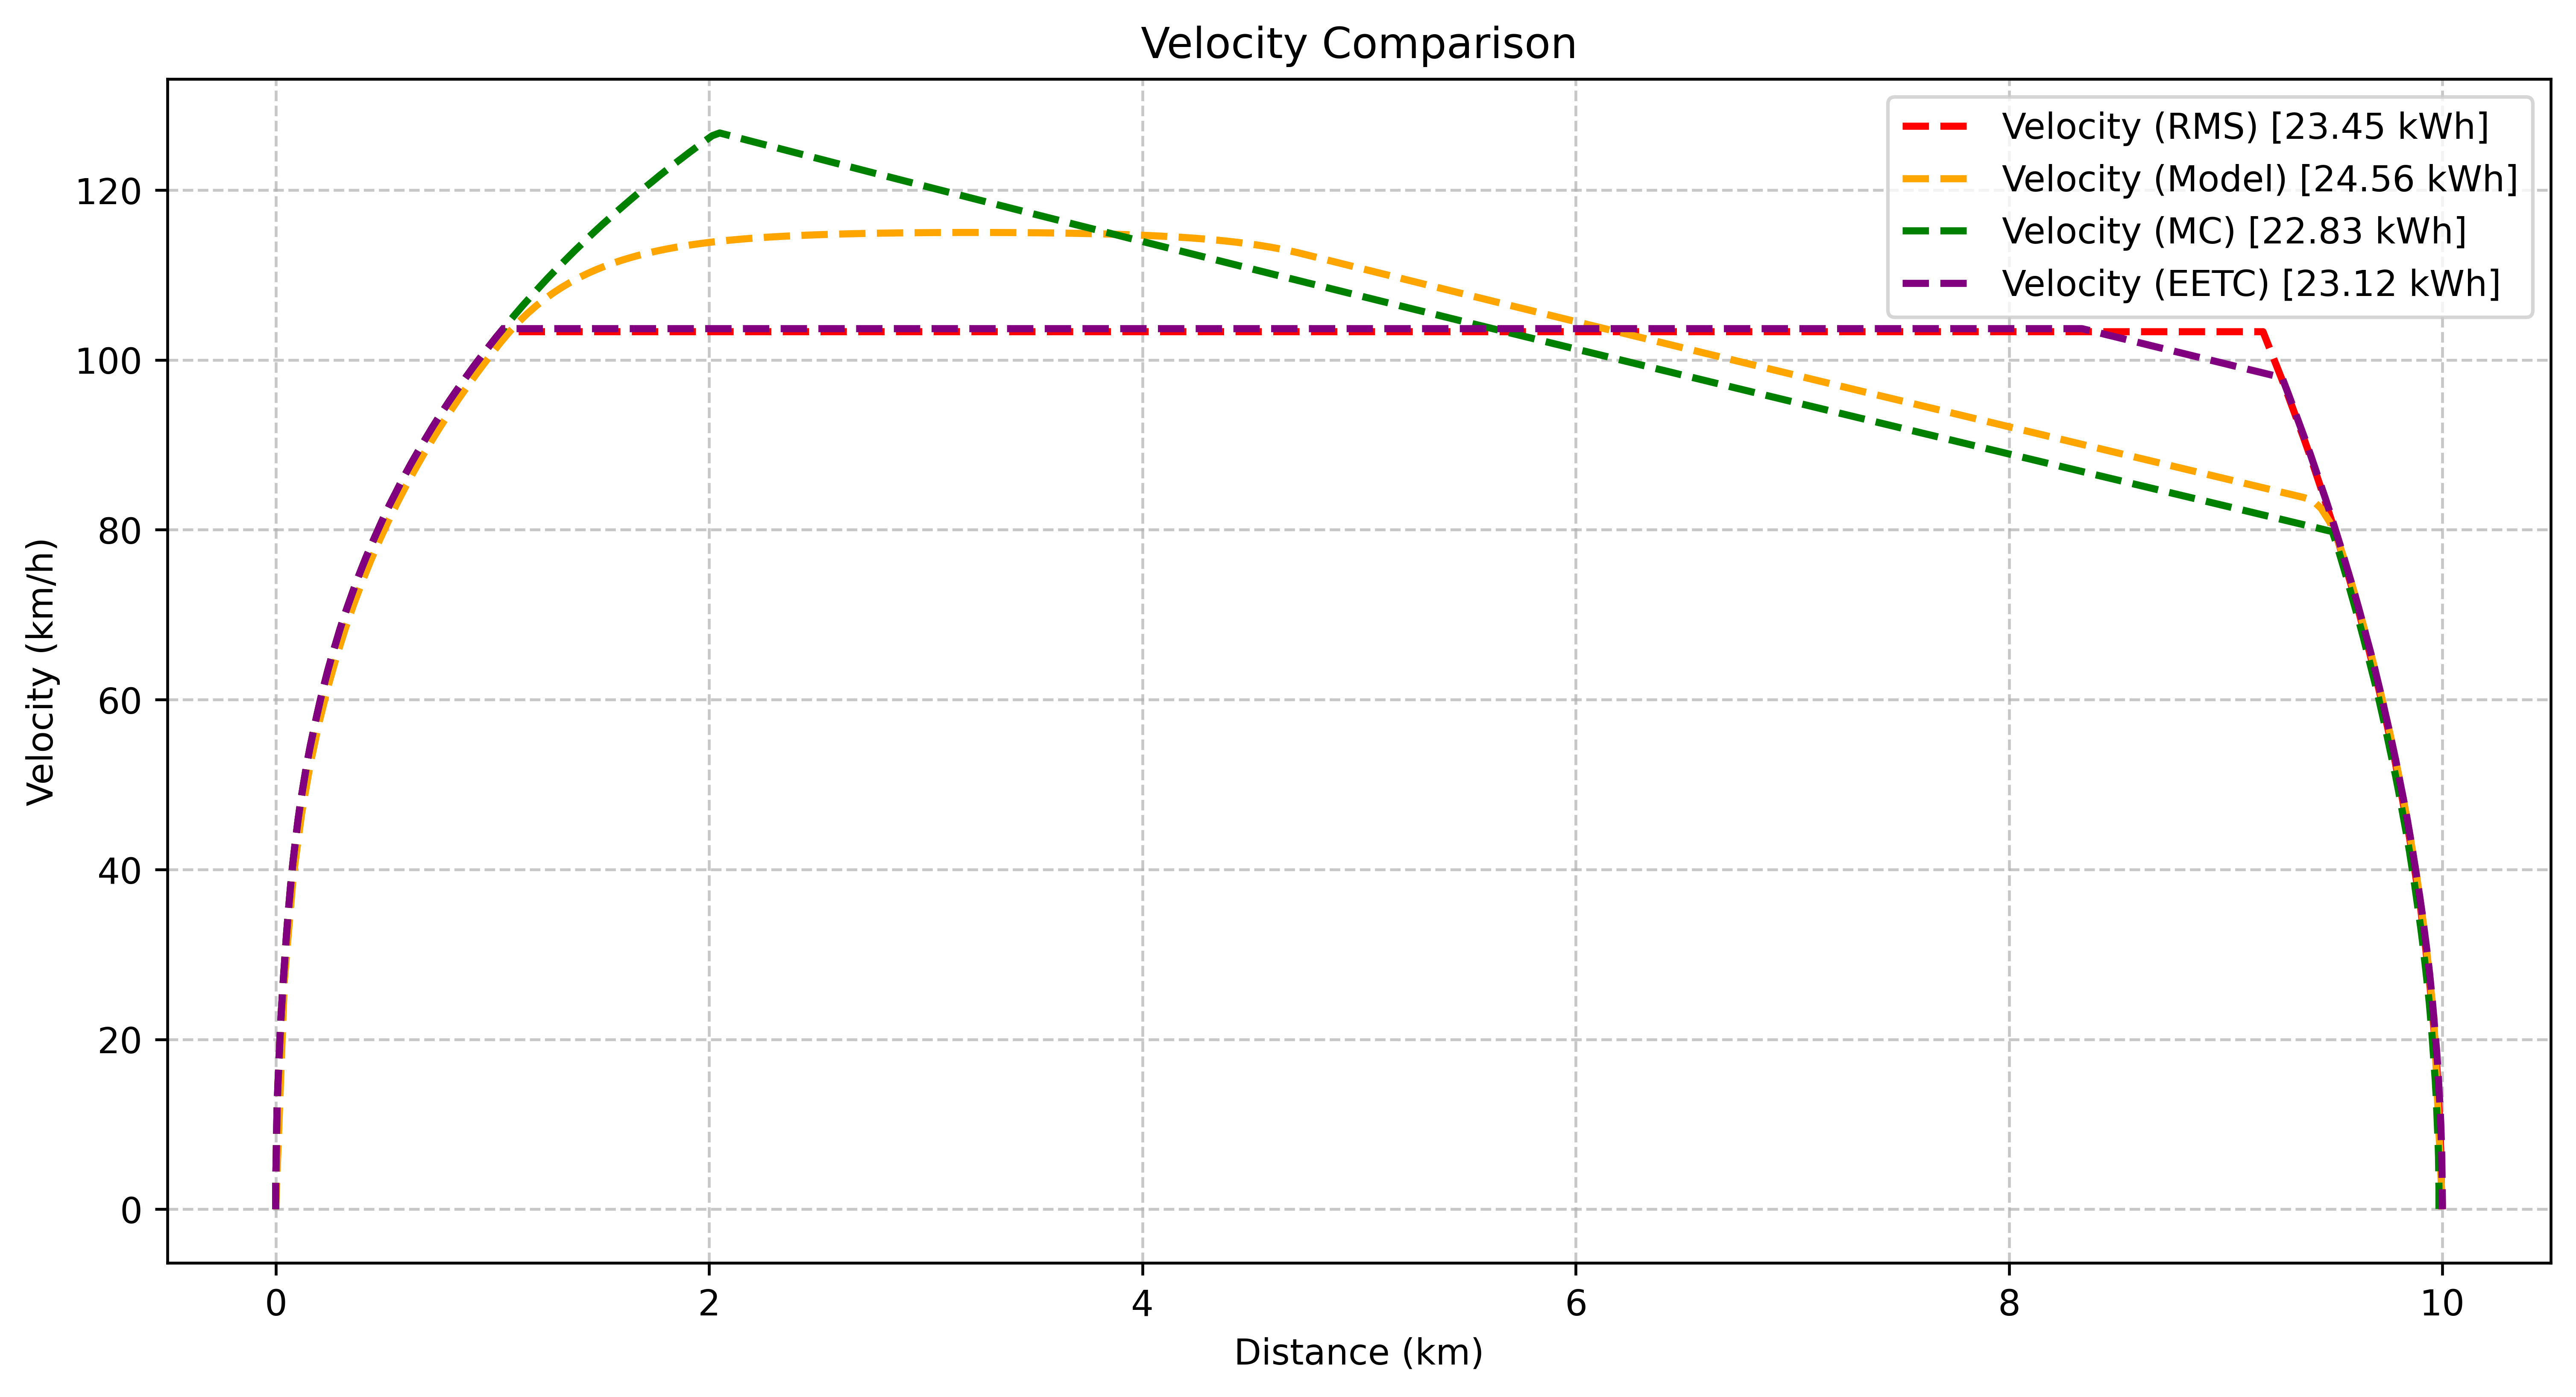 Velocity Comparison
Velocity (RMS) [23.45 kWh]
Velocity (Model) [24.56 kWh]
Velocity (MC) [22.83 kWh]
Velocity (EETC) [23.12 kWh]
Velocity (km/h)
120
100
80
60
40
20
0
0 2 4 6 8 10
Distance (km)